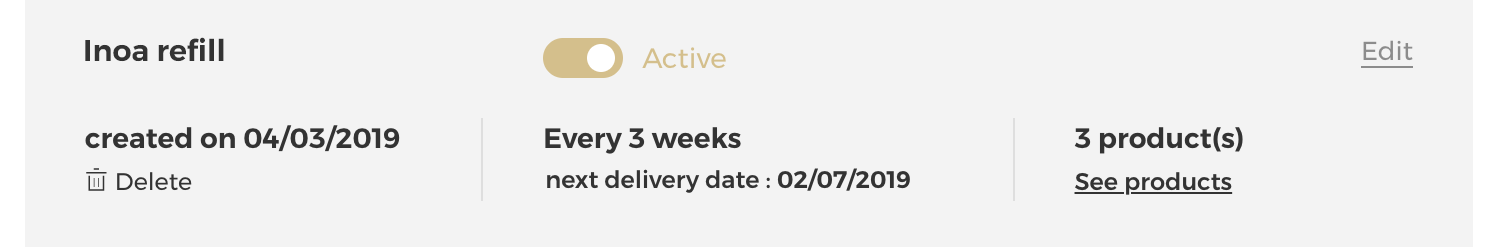 Inoa refill
Active
Edit
created on 04/03/2019
Delete
Every 3 weeks
next delivery date : 02/07/2019
3 product(s)
See products